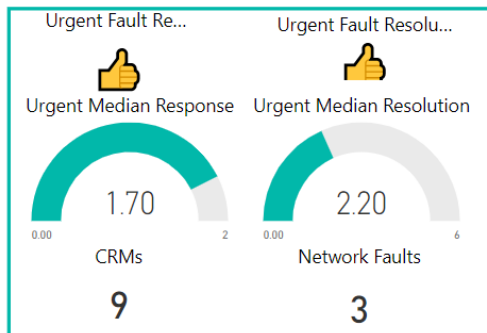 Urgent Fault Re...
Urgent Fault Resolu...
Urgent Median Response
Urgent Median Resolution
1.70
0.00
2
2.20
0.00
6
CRMs
Network Faults
9
3